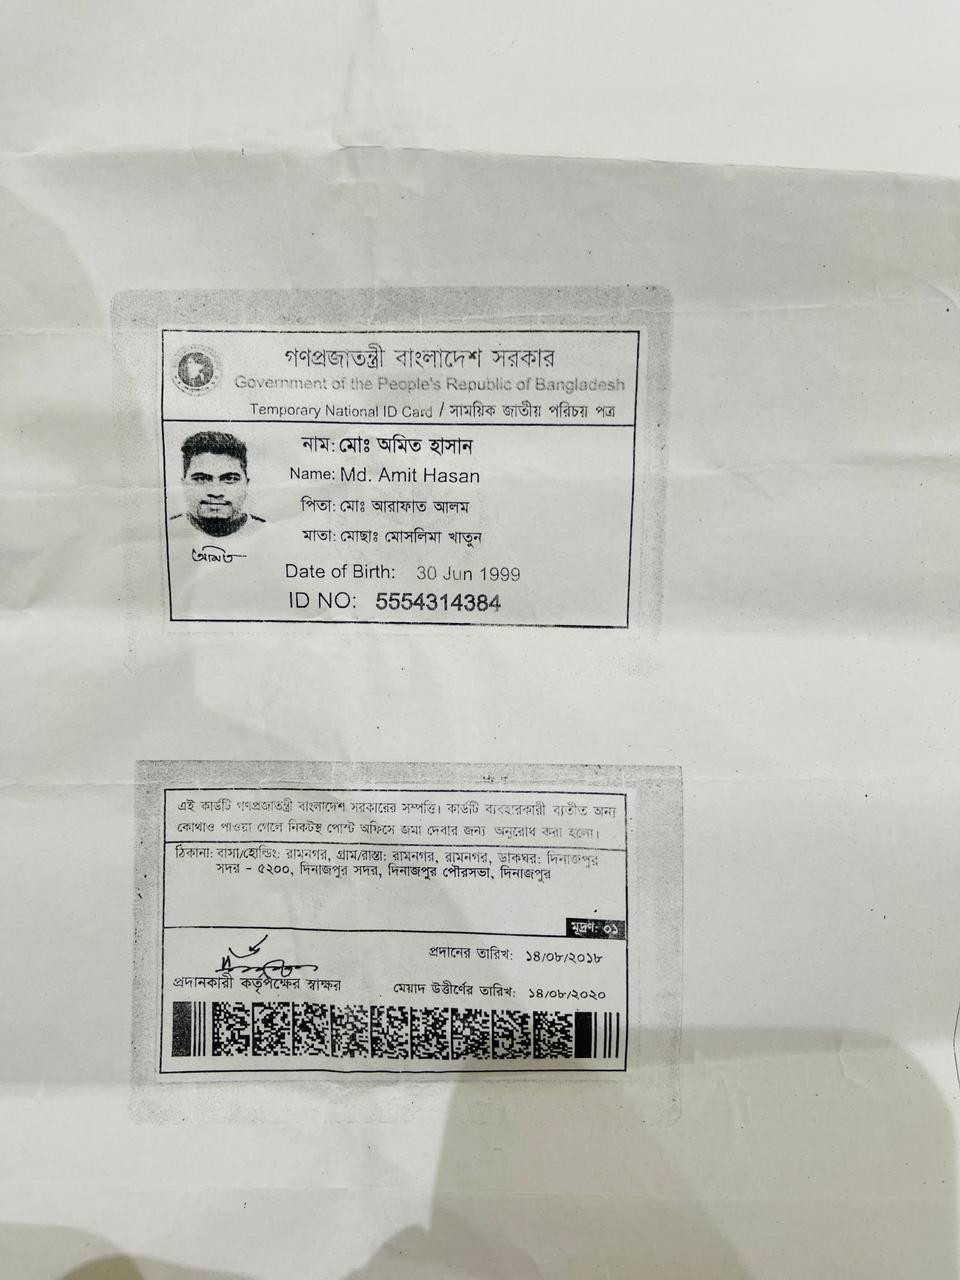 গণপ্রজাতন্ত্রী বাংলাদেশ সরকার
Government of the People's Republic of Bangladesh
Temporary National ID Card / সাময়িক জাতীয় পরিচয় পত্র
নাম: মোঃ অমিত হাসান
Name: Md. Amit Hasan
পিতা: মোঃ আরাফাত আলম
মাতা: মোছাঃ মোসলিমা খাতুন
অমিত
Date of Birth: 30 Jun 1999
ID NO: 5554314384
এই কার্ডটি গণপ্রজাতন্ত্রী বাংলাদেশ সরকারের সম্পত্তি। কার্ডটি ব্যবহারকারী ব্যতীত অন্য
কোথাও পাওয়া গেলে নিকটস্থ পোস্ট অফিসে জমা দেবার জন্য অনুরোধ করা হলো।
ঠিকানা: বাসা/হোল্ডিং: রামনগর, গ্রাম/রাস্তা: রামনগর, রামনগর, ডাকঘর: দিনাজপুর
সদর - ৫২০০, দিনাজপুর সদর, দিনাজপুর পৌরসভা, দিনাজপুর
মুদ্রণ: ০১
প্রদানের তারিখ: ১৪/০৮/২০১৮
প্রদানকারী কর্তৃপক্ষের স্বাক্ষর
মেয়াদ উত্তীর্ণের তারিখ: ১৪/০৮/২০২০